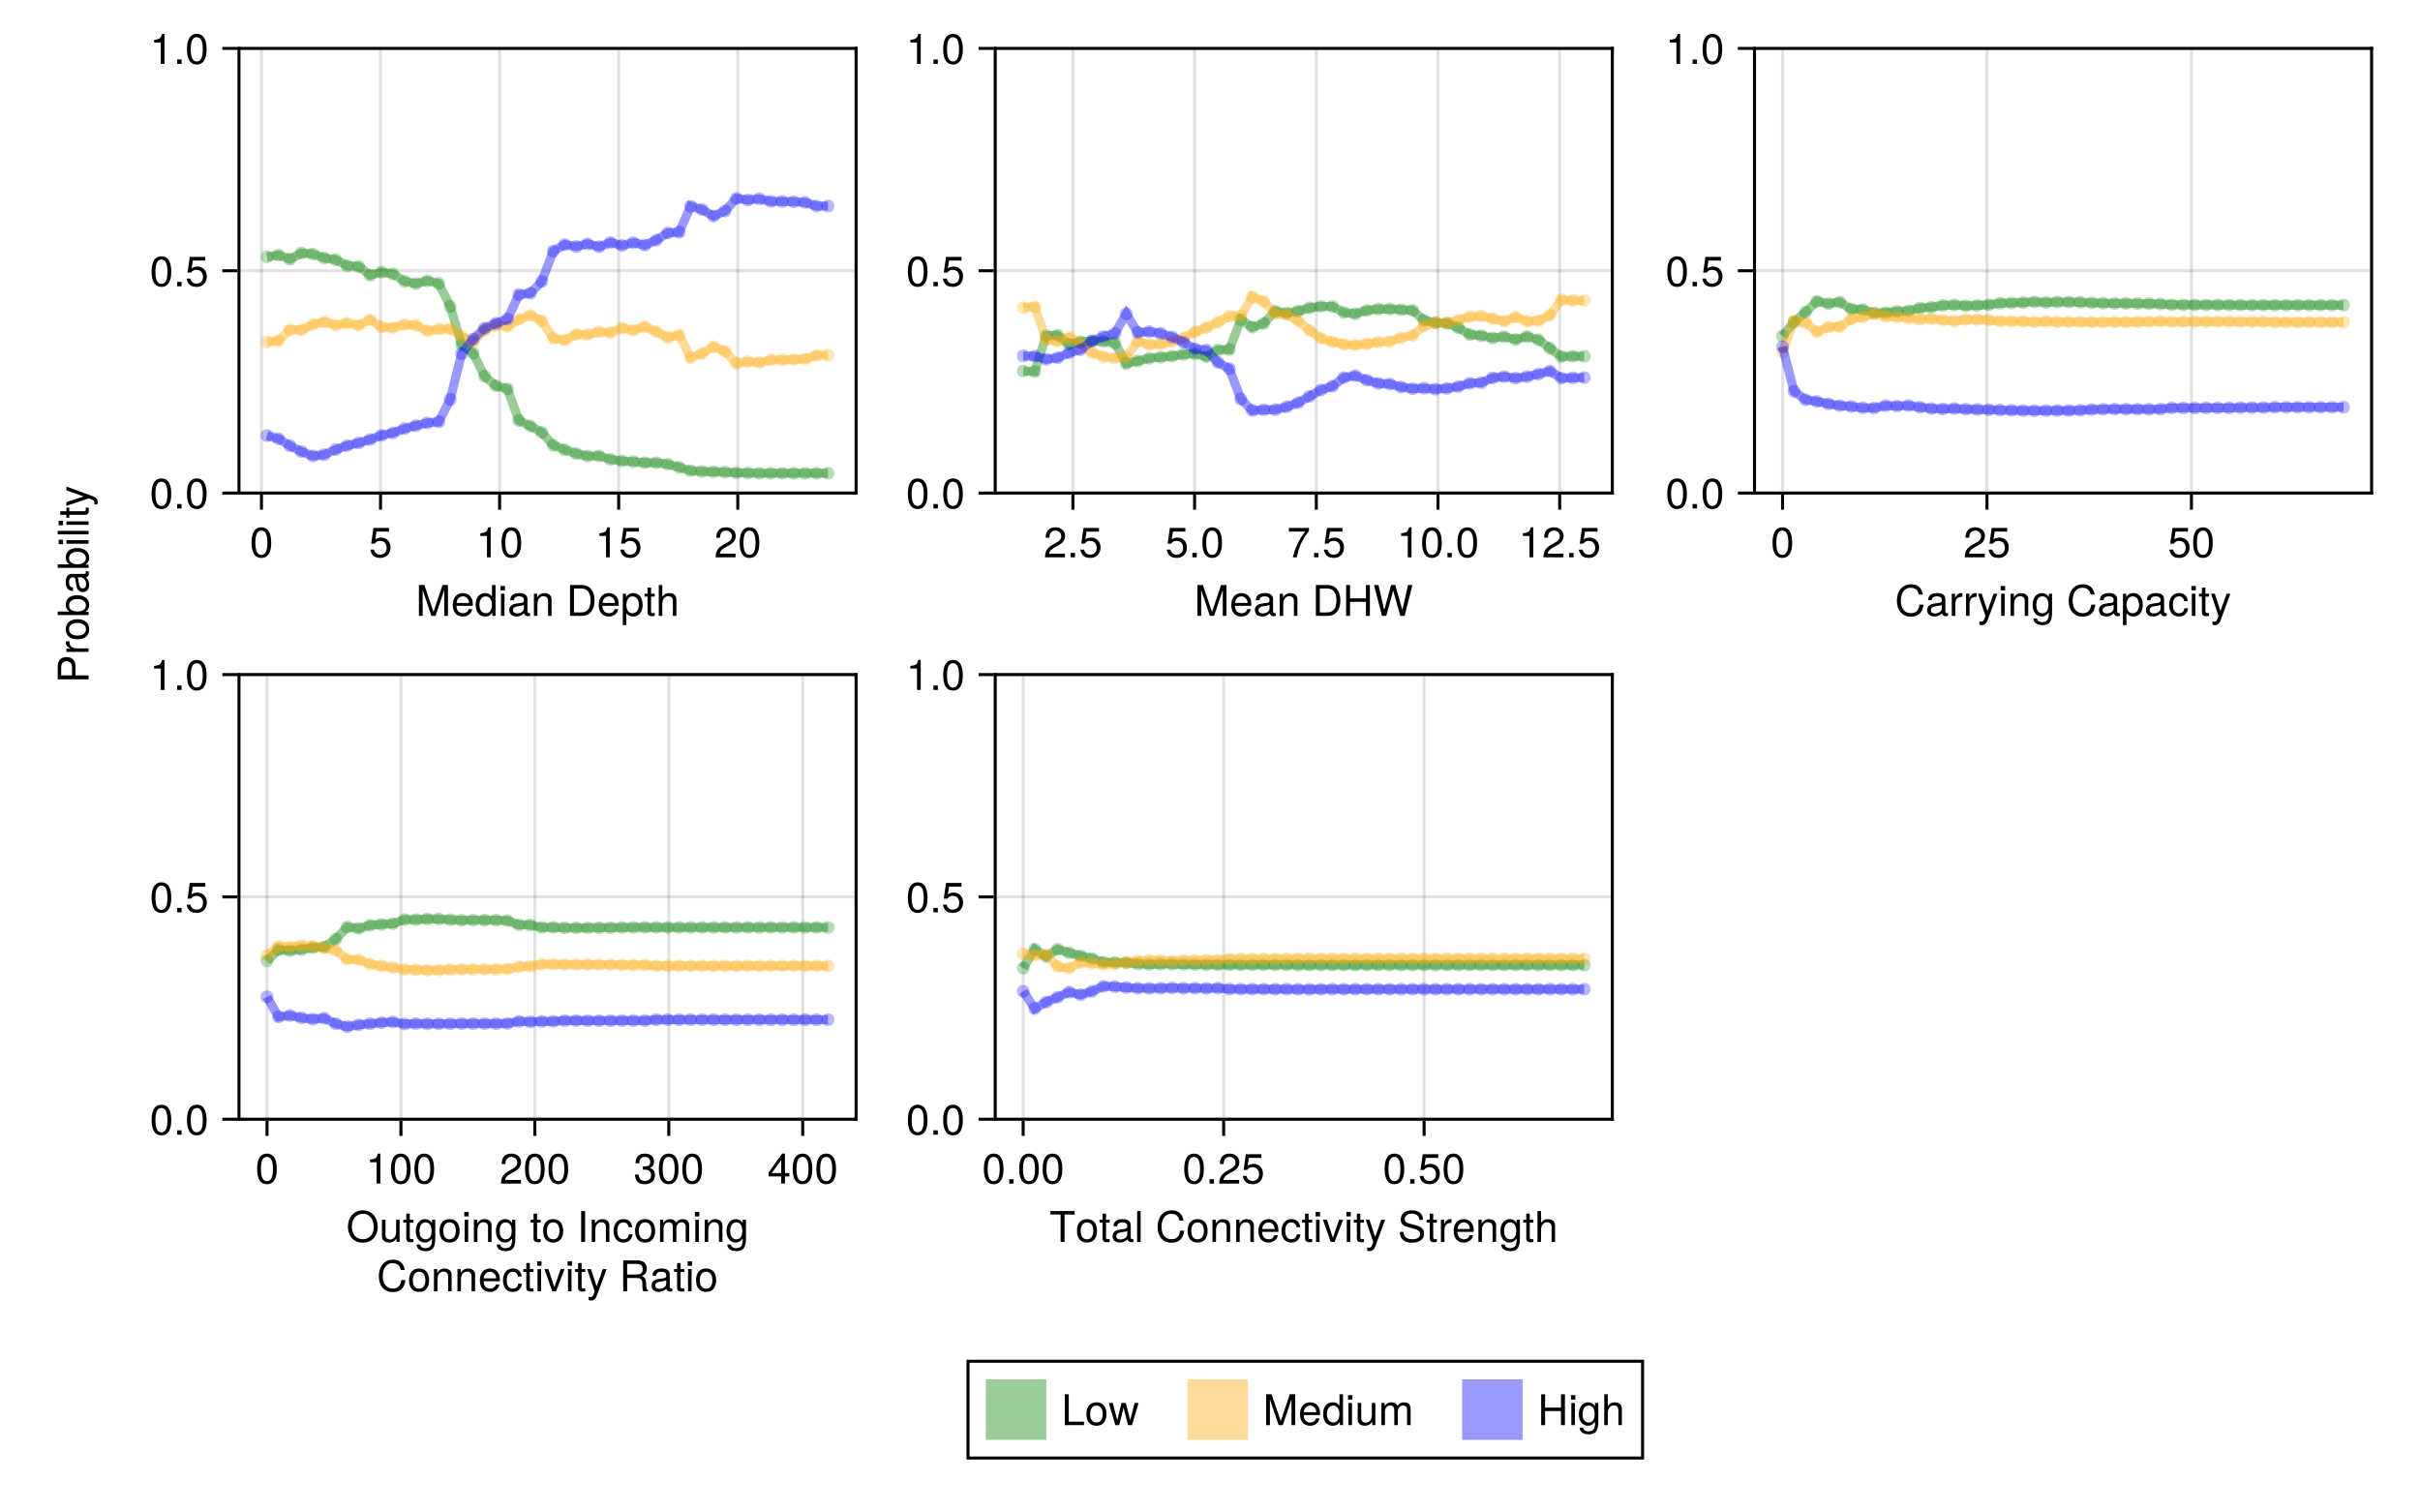 Probability
1.0
0.5
0.0
0 5 10 15 20
Median Depth
1.0
0.5
0.0
2.5 5.0 7.5 10.0 12.5
Mean DHW
1.0
0.5
0.0
0 25 50
Carrying Capacity
1.0
0.5
0.0
0 100 200 300 400
Outgoing to Incoming
Connectivity Ratio
1.0
0.5
0.0
0.00 0.25 0.50
Total Connectivity Strength
Low Medium High